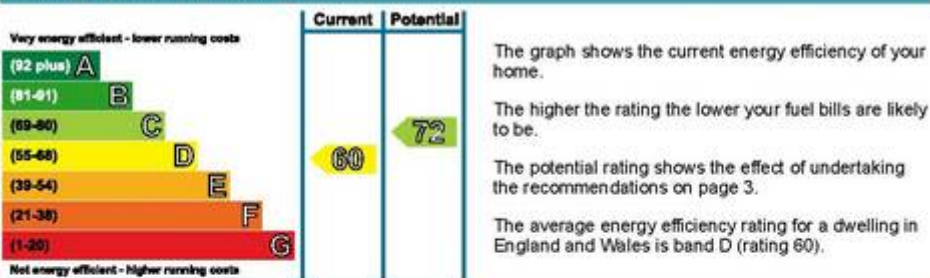 Current Potential
Very energy efficient - lower running costs
(92 plus) A
(81-91) B
(69-80) C
(55-68) D
(39-54) E
(21-38) F
(1-20) G
Not energy efficient - higher running costs
60
72
The graph shows the current energy efficiency of your
home.
The higher the rating the lower your fuel bills are likely
to be.
The potential rating shows the effect of undertaking
the recommendations on page 3.
The average energy efficiency rating for a dwelling in
England and Wales is band D (rating 60).